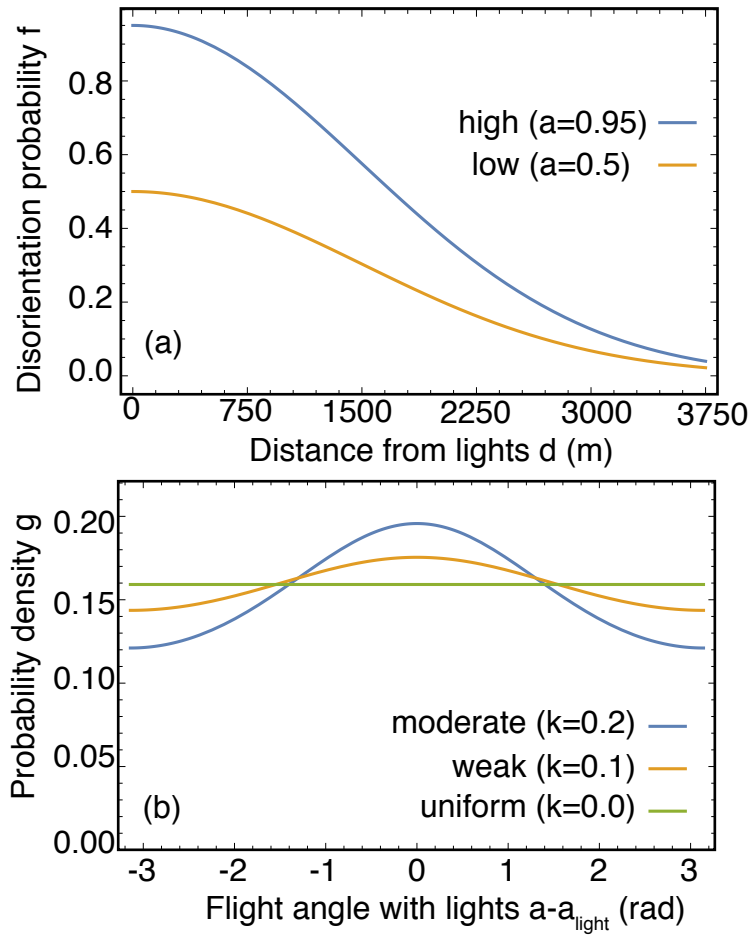 Disorientation probability f
0.8
0.6
0.4
0.2
0.0
high (a=0.95)
low (a=0.5)
(a)
0 750 1500 2250 3000 3750
Distance from lights d (m)
Probability density g
0.20
0.15
0.10
0.05
0.00
moderate (k=0.2)
weak (k=0.1)
uniform (k=0.0)
(b)
-3 -2 -1 0 1 2 3
Flight angle with lights a-a_light (rad)